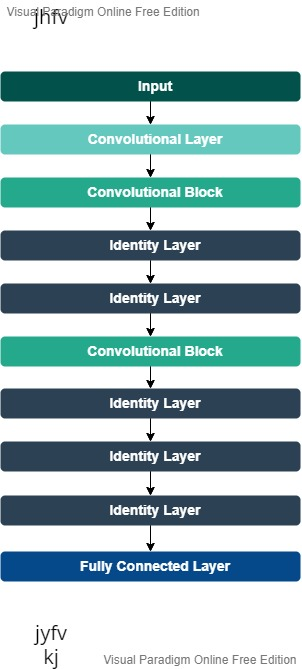 Visual Paradigm Online Free Edition
jhfv
Input
Convolutional Layer
Convolutional Block
Identity Layer
Identity Layer
Convolutional Block
Identity Layer
Identity Layer
Identity Layer
Fully Connected Layer
jyfv
kj
Visual Paradigm Online Free Edition